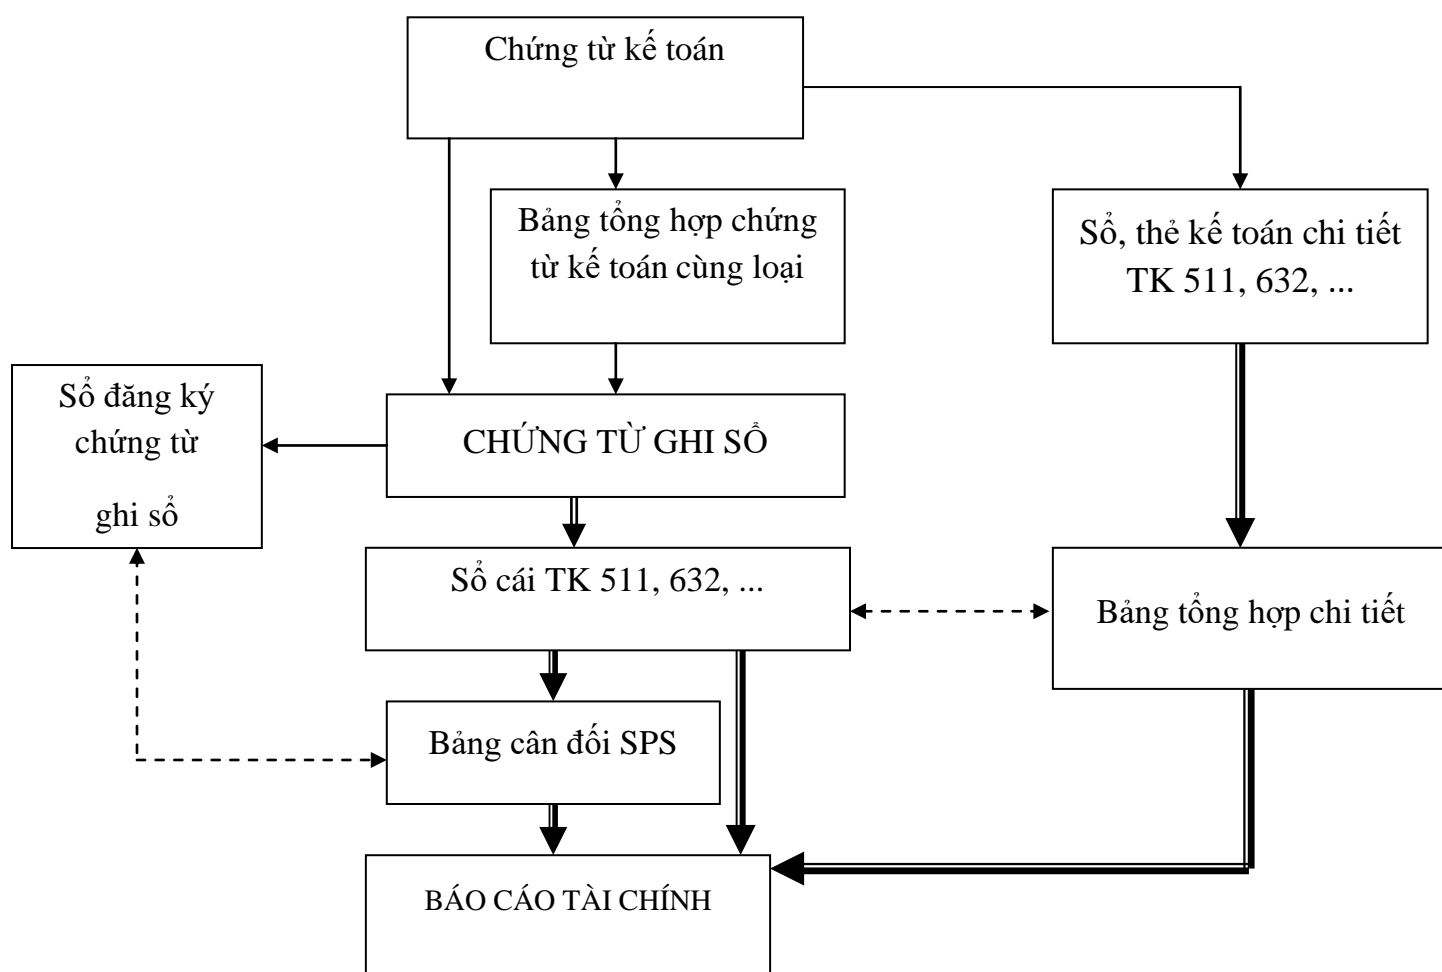 Chứng từ kế toán
Bảng tổng hợp chứng
từ kế toán cùng loại
Sổ, thẻ kế toán chi tiết
TK 511, 632, ...
Sổ đăng ký
chứng từ
ghi sổ
CHỨNG TỪ GHI SỔ
Sổ cái TK 511, 632, ...
Bảng tổng hợp chi tiết
Bảng cân đối SPS
BÁO CÁO TÀI CHÍNH